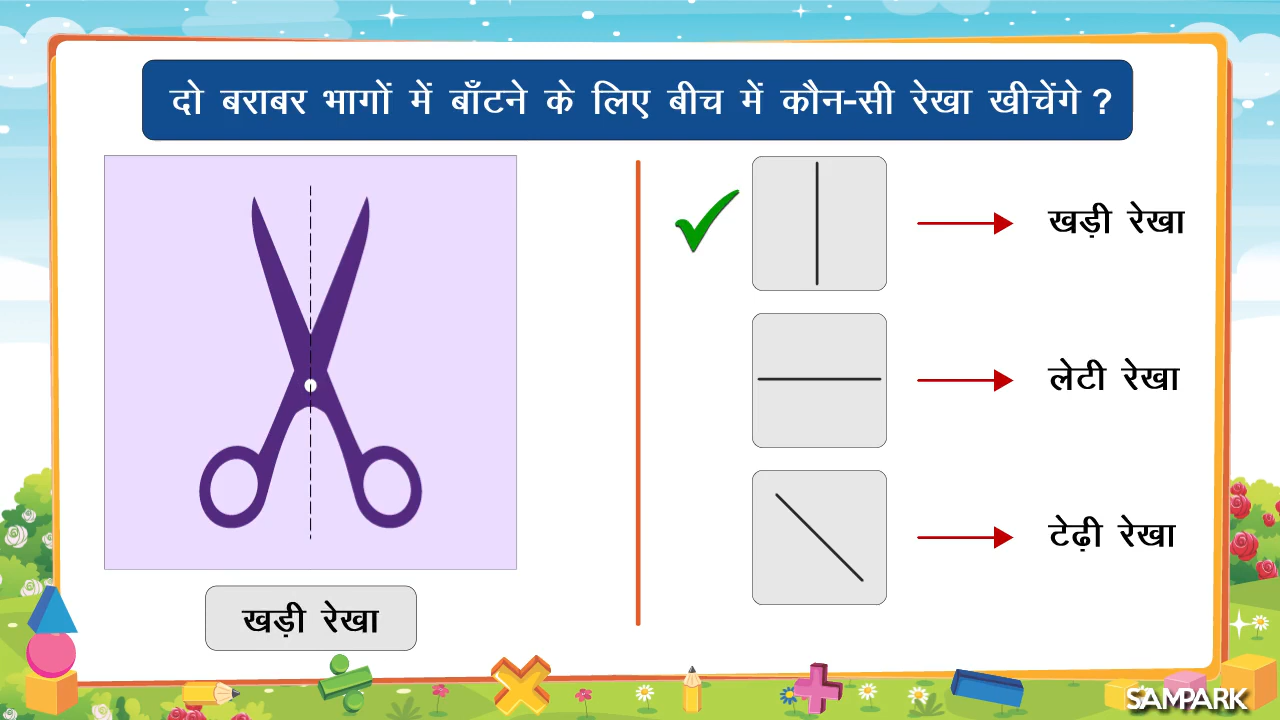 दो बराबर भागों में बाँटने के लिए बीच में कौन-सी रेखा खीचेंगे ?
खड़ी रेखा
लेटी रेखा
टेढ़ी रेखा
खड़ी रेखा
SAMPARK